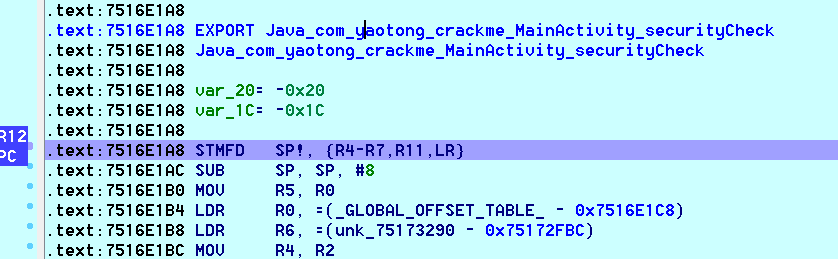 .text:7516E1A8
.text:7516E1A8 EXPORT Java_com_yaotong_crackme_MainActivity_securityCheck
.text:7516E1A8 Java_com_yaotong_crackme_MainActivity_securityCheck
.text:7516E1A8
.text:7516E1A8 var_20= -0x20
.text:7516E1A8 var_1C= -0x1C
.text:7516E1A8
R12
.text:7516E1A8 STMFD SP!, {R4-R7,R11,LR}
PC
.text:7516E1AC SUB SP, SP, #8
.text:7516E1B0 MOV R5, R0
.text:7516E1B4 LDR R0, =(_GLOBAL_OFFSET_TABLE_ - 0x7516E1C8)
.text:7516E1B8 LDR R6, =(unk_75173290 - 0x75172FBC)
.text:7516E1BC MOV R4, R2